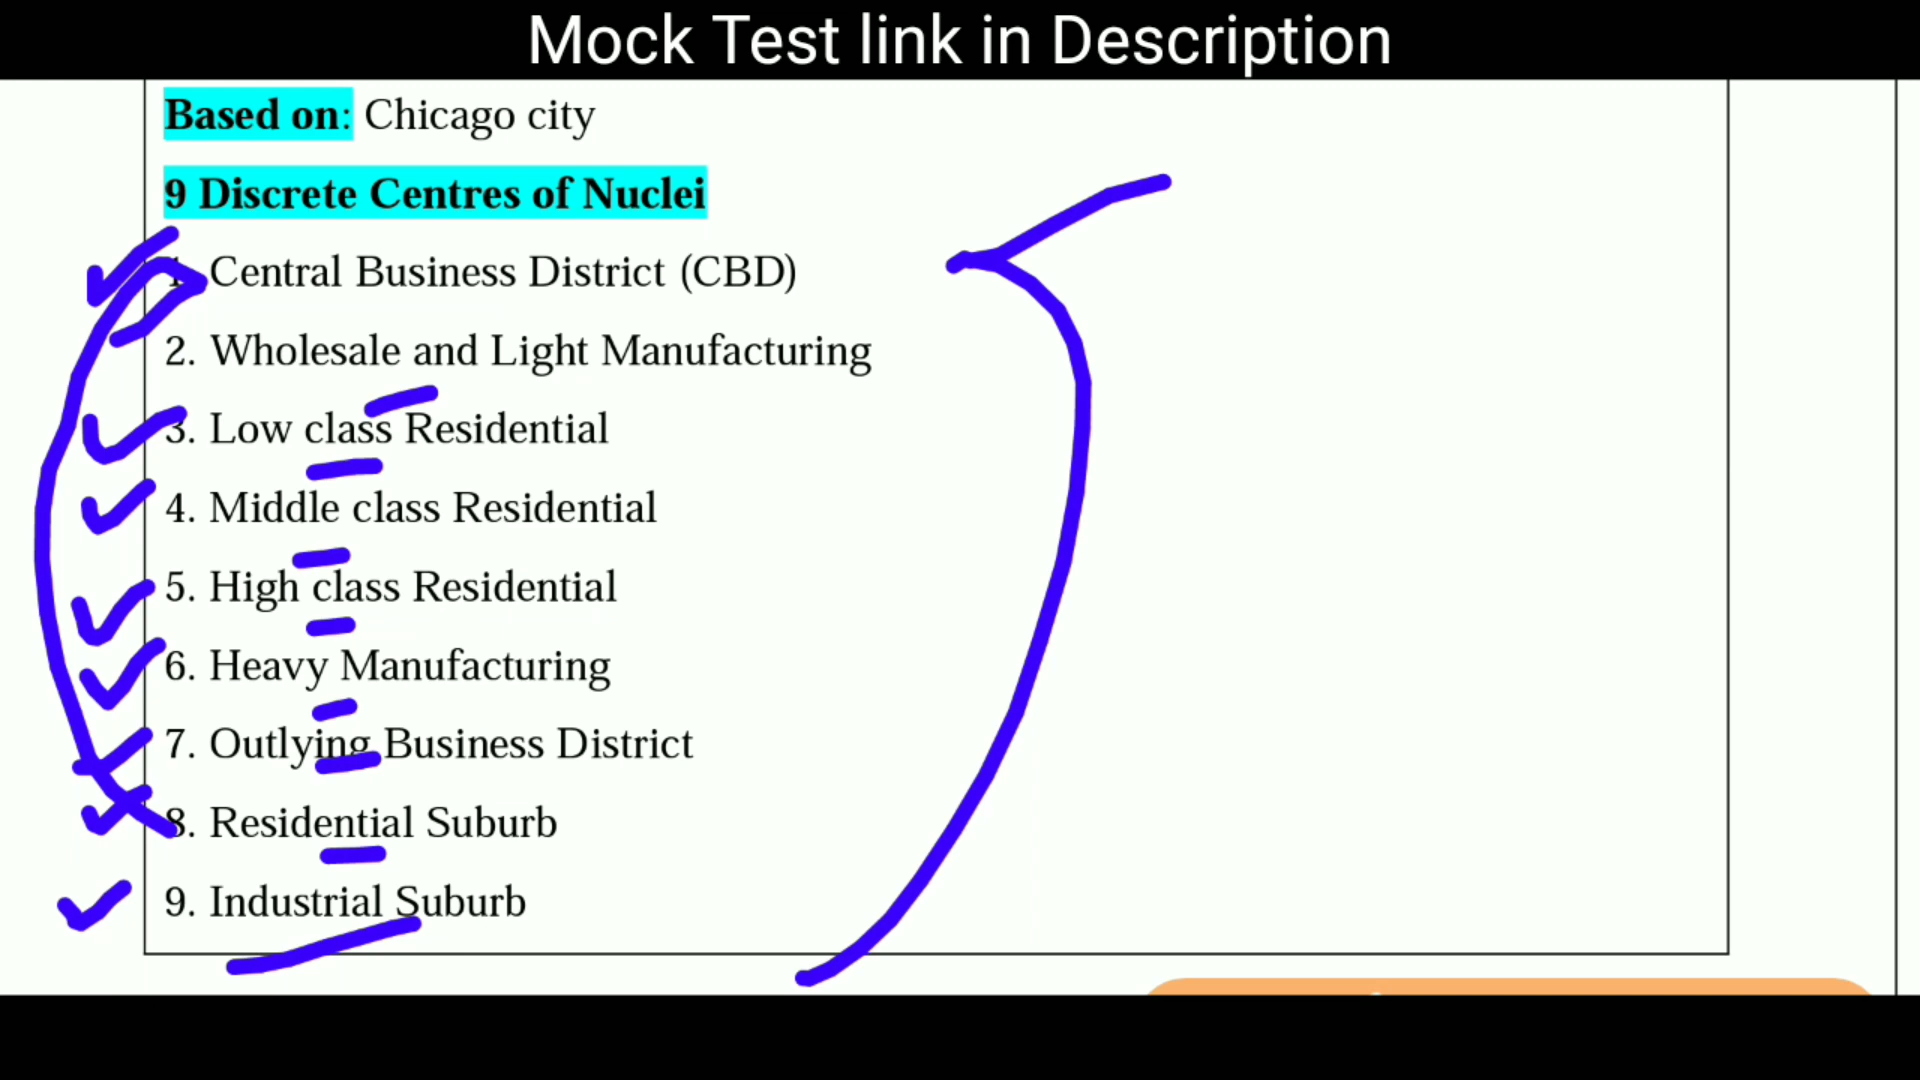 Mock Test link in Description
Based on: Chicago city
9 Discrete Centres of Nuclei
1. Central Business District (CBD)
2. Wholesale and Light Manufacturing
3. Low class Residential
4. Middle class Residential
5. High class Residential
6. Heavy Manufacturing
7. Outlying Business District
8. Residential Suburb
9. Industrial Suburb